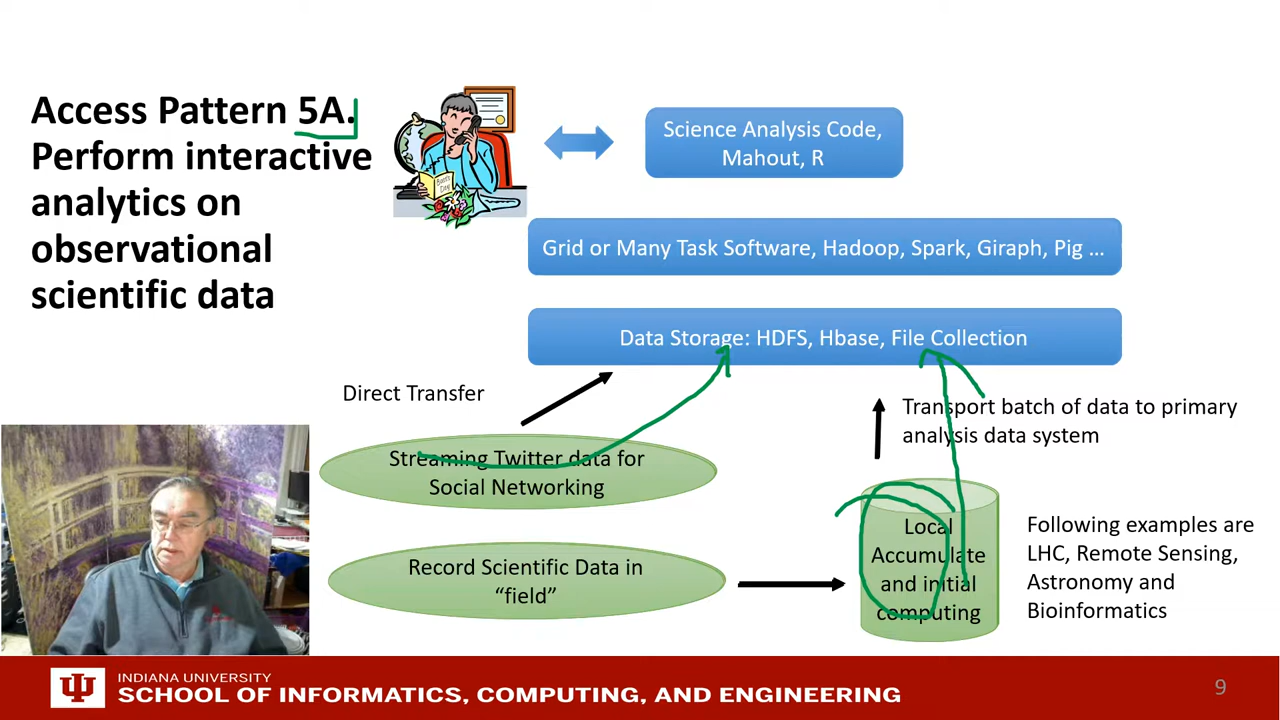 Access Pattern 5A.
Perform interactive
analytics on
observational
scientific data
Science Analysis Code,
Mahout, R
Grid or Many Task Software, Hadoop, Spark, Giraph, Pig ...
Data Storage: HDFS, Hbase, File Collection
Direct Transfer
Transport batch of data to primary
analysis data system
Streaming Twitter data for
Social Networking
Record Scientific Data in
“field”
Local
Accumulate
and initial
computing
Following examples are
LHC, Remote Sensing,
Astronomy and
Bioinformatics
INDIANA UNIVERSITY
SCHOOL OF INFORMATICS, COMPUTING, AND ENGINEERING
9